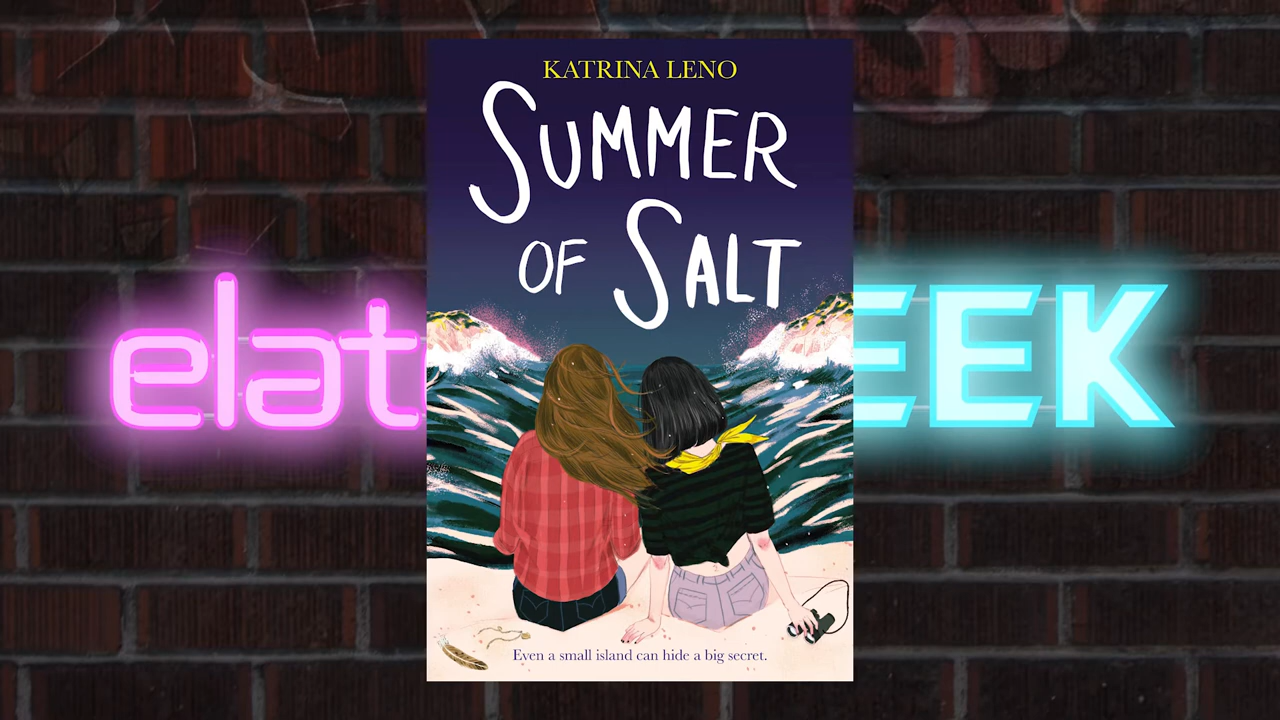 KATRINA LENO
SUMMER
OF SALT
elat
EEK
Even a small island can hide a big secret.